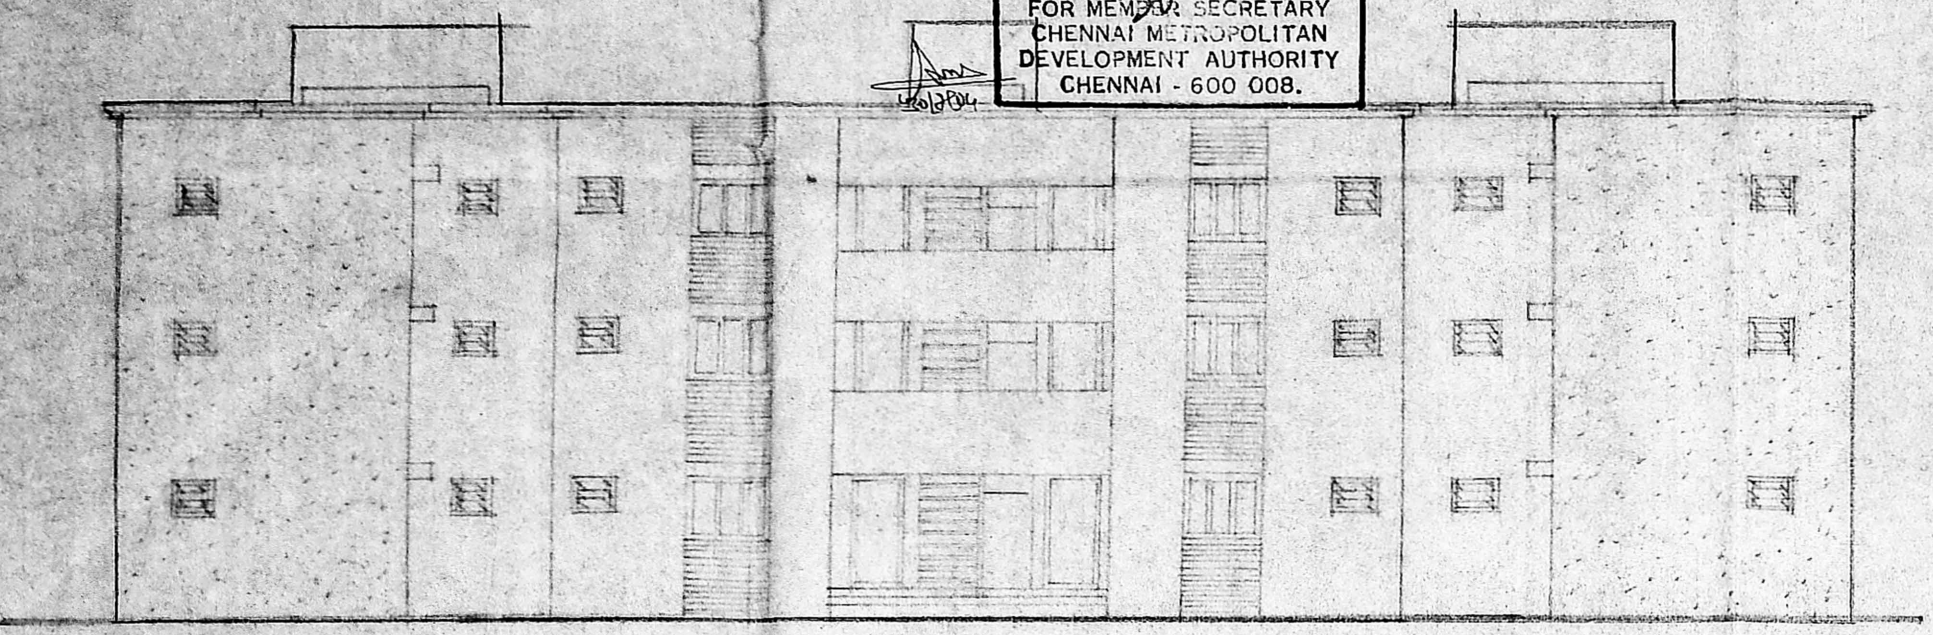 FOR MEMBER SECRETARY
CHENNAI METROPOLITAN
DEVELOPMENT AUTHORITY
CHENNAI - 600 008.